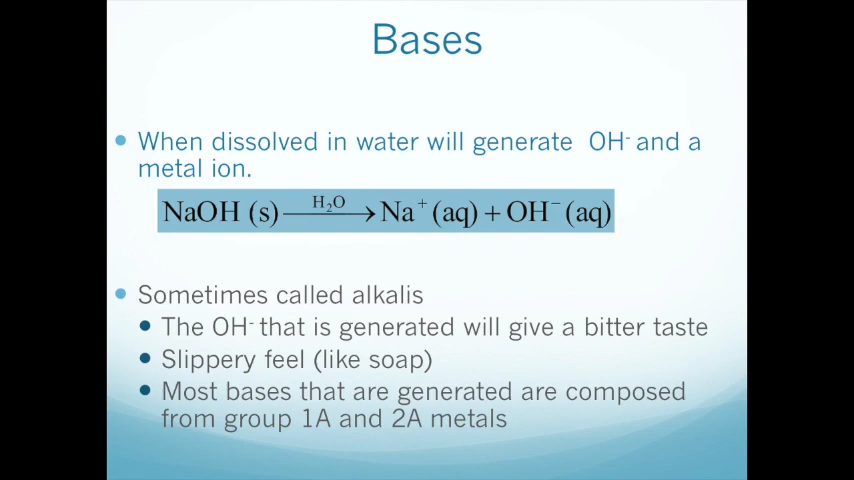 Bases
• When dissolved in water will generate OH⁻ and a
metal ion.
NaOH (s) —H₂O→ Na⁺ (aq) + OH⁻ (aq)
• Sometimes called alkalis
• The OH⁻ that is generated will give a bitter taste
• Slippery feel (like soap)
• Most bases that are generated are composed
from group 1A and 2A metals